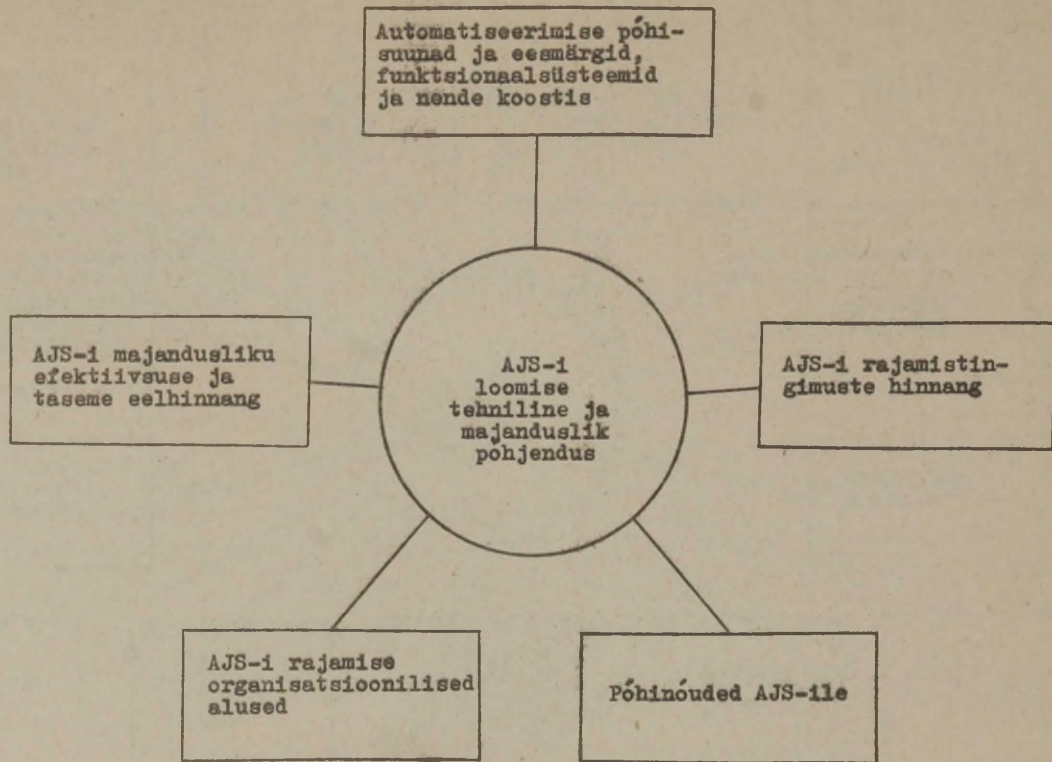 Automatiseerimise põhi-
suunad ja eesmärgid,
funktsionaalsüsteemid
ja nende koostis
AJS-i majandusliku
efektiivsuse ja
taseme eelhinnang
AJS-i
loomise
tehniline ja
majanduslik
põhjendus
AJS-i rajamistin-
gimuste hinnang
AJS-i rajamise
organisatsioonilised
alused
Põhinõuded AJS-ile